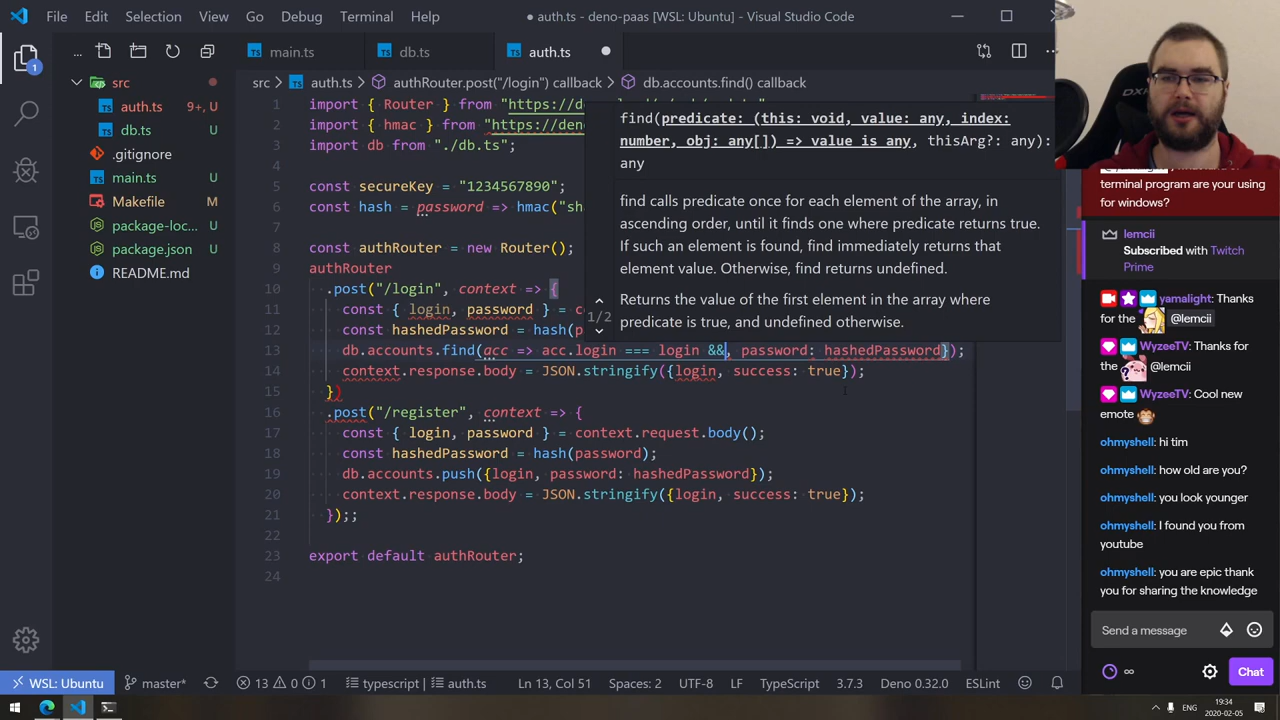 File Edit Selection View Go Debug Terminal Help
auth.ts - deno-paas [WSL: Ubuntu] - Visual Studio Code
main.ts
db.ts
auth.ts
src
auth.ts 9+, U
db.ts U
.gitignore
main.ts
Makefile
package-loc...
package.json
README.md
src > auth.ts > authRouter.post("/login") callback > db.accounts.find() callback
1 import { Router } from "https://de
2 import { hmac } from "https://deno
3 import db from "./db.ts";
4
5 const secureKey = "1234567890";
6 const hash = password => hmac("sh
7
8 const authRouter = new Router();
9 authRouter
10 .post("/login", context => {
11 const { login, password } = c
12 const hashedPassword = hash(p
13 db.accounts.find(acc => acc.login === login &&, password: hashedPassword});
14 context.response.body = JSON.stringify({login, success: true});
15 })
16 .post("/register", context => {
17 const { login, password } = context.request.body();
18 const hashedPassword = hash(password);
19 db.accounts.push({login, password: hashedPassword});
20 context.response.body = JSON.stringify({login, success: true});
21 });;
22
23 export default authRouter;
24
find(predicate: (this: void, value: any, index:
number, obj: any[]) => value is any, thisArg?: any):
any
find calls predicate once for each element of the array, in
ascending order, until it finds one where predicate returns true.
If such an element is found, find immediately returns that
element value. Otherwise, find returns undefined.
1/2
Returns the value of the first element in the array where
predicate is true, and undefined otherwise.
terminal program are your using
for windows?
lemcii
Subscribed with Twitch
Prime
yamalight: Thanks
for the @lemcii
WyzeeTV: Thanks for
the @lemcii
WyzeeTV: Cool new
emote
ohmyshell: hi tim
ohmyshell: how old are you?
ohmyshell: you look younger
ohmyshell: I found you from
youtube
ohmyshell: you are epic thank
you for sharing the knowledge
Send a message
∞
Chat
WSL: Ubuntu master* 13 0 1 typescript | auth.ts Ln 13, Col 51 Spaces: 2 UTF-8 LF TypeScript 3.7.3 Deno 0.32.0 ESLint
ENG 19:34
2020-02-05